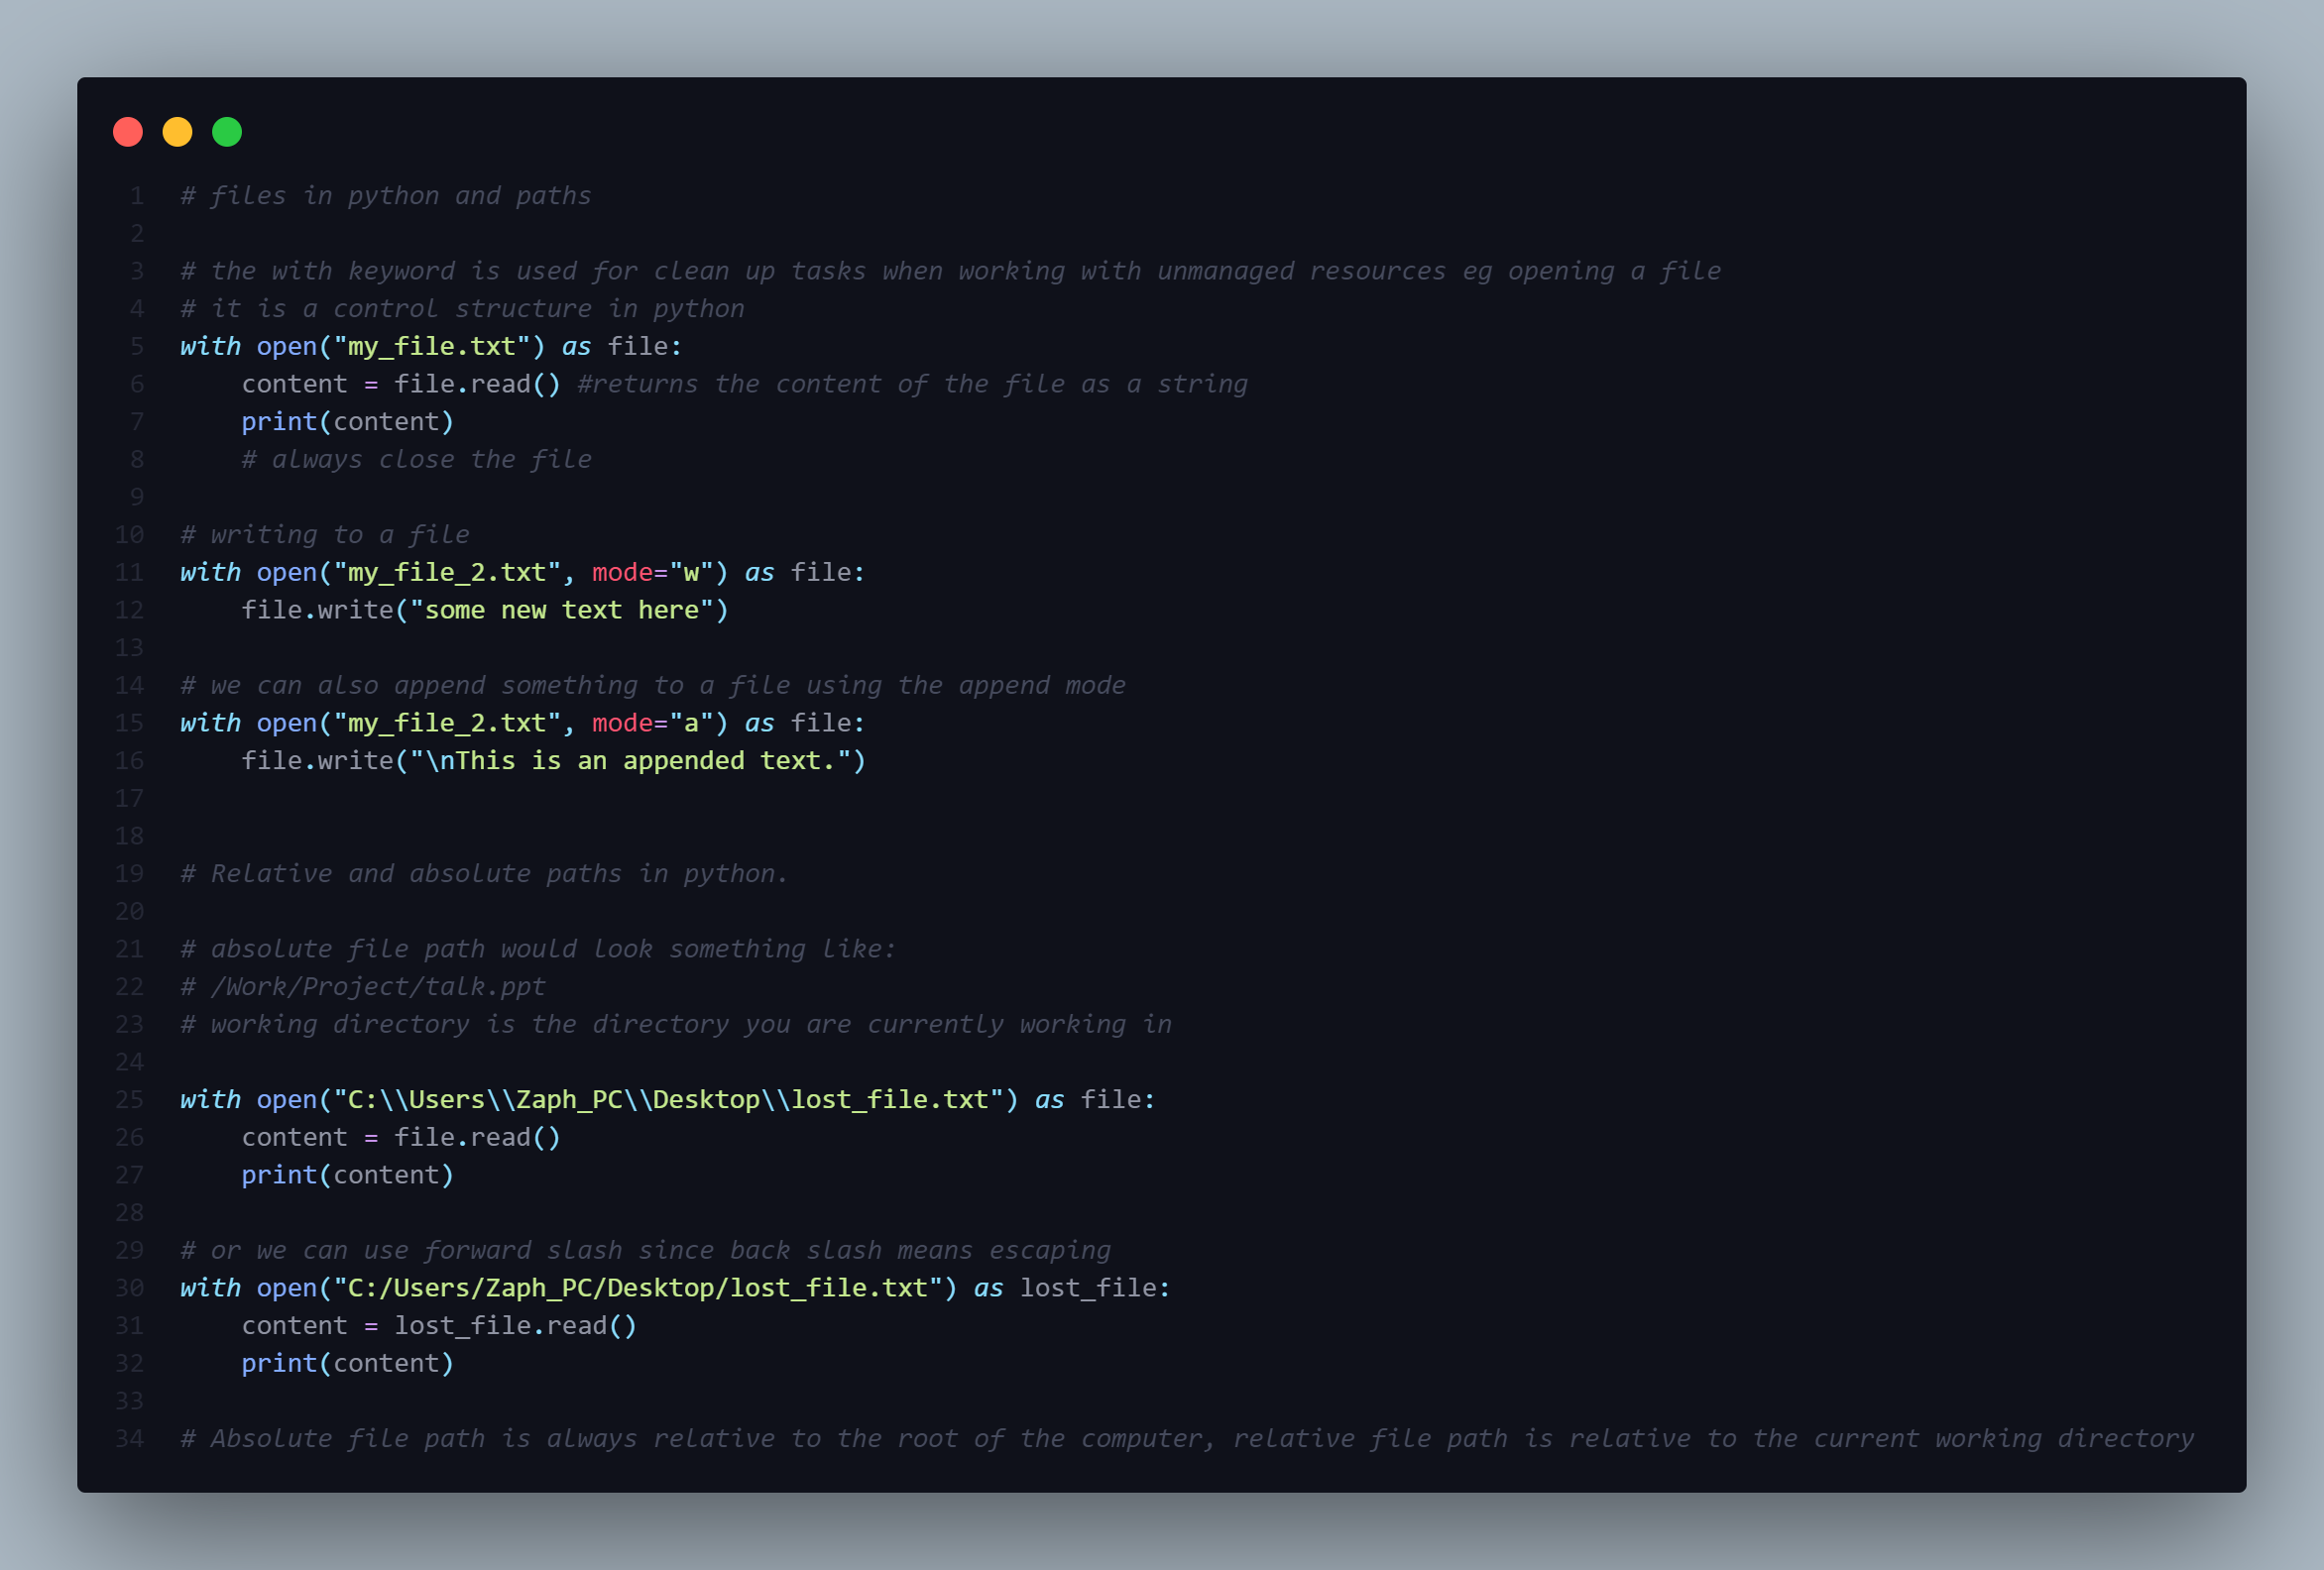 1 # files in python and paths
2
3 # the with keyword is used for clean up tasks when working with unmanaged resources eg opening a file
4 # it is a control structure in python
5 with open("my_file.txt") as file:
6     content = file.read() #returns the content of the file as a string
7     print(content)
8     # always close the file
9
10 # writing to a file
11 with open("my_file_2.txt", mode="w") as file:
12     file.write("some new text here")
13
14 # we can also append something to a file using the append mode
15 with open("my_file_2.txt", mode="a") as file:
16     file.write("\nThis is an appended text.")
17
18
19 # Relative and absolute paths in python.
20
21 # absolute file path would look something like:
22 # /Work/Project/talk.ppt
23 # working directory is the directory you are currently working in
24
25 with open("C:\\Users\\Zaph_PC\\Desktop\\lost_file.txt") as file:
26     content = file.read()
27     print(content)
28
29 # or we can use forward slash since back slash means escaping
30 with open("C:/Users/Zaph_PC/Desktop/lost_file.txt") as lost_file:
31     content = lost_file.read()
32     print(content)
33
34 # Absolute file path is always relative to the root of the computer, relative file path is relative to the current working directory